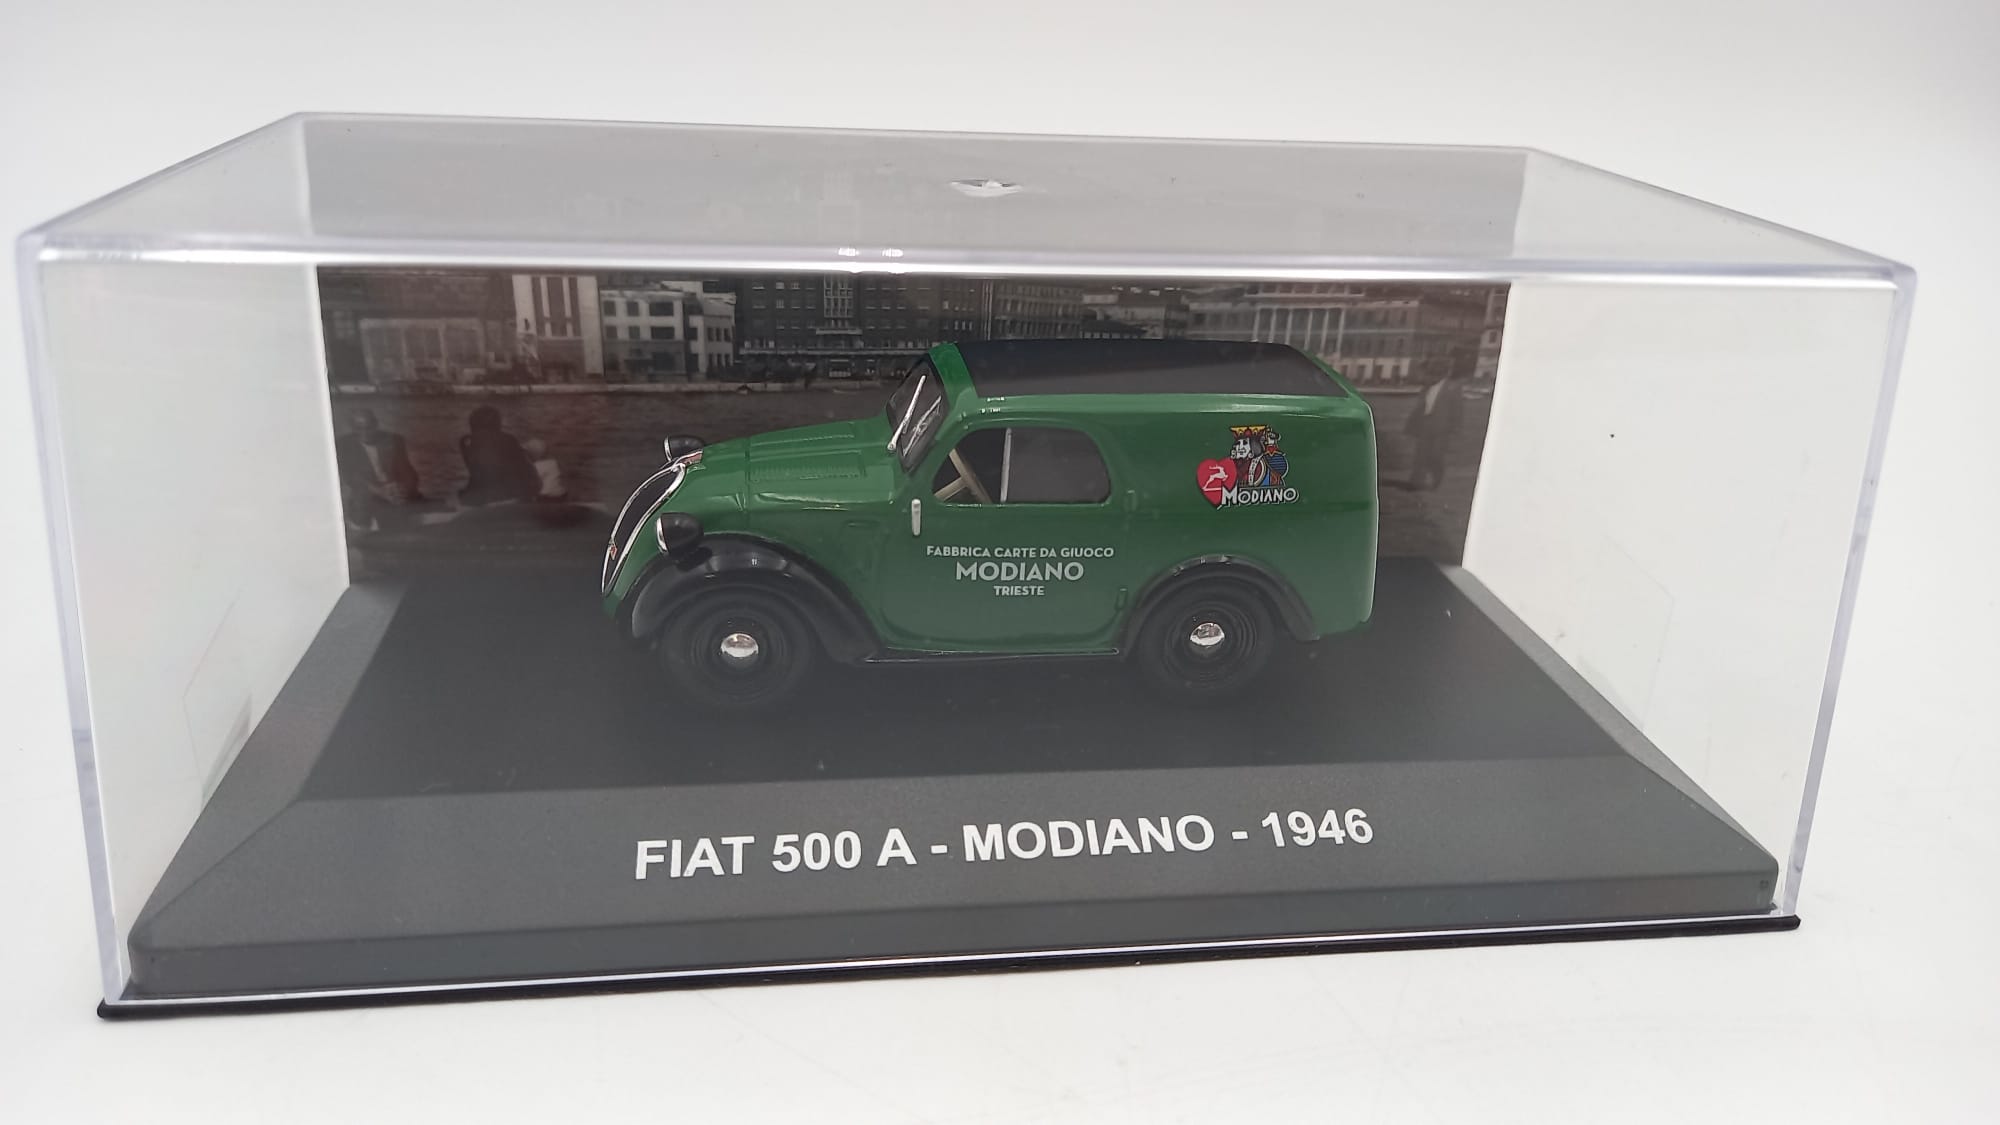 MODIANO
FABBRICA CARTE DA GIUOCO
MODIANO
TRIESTE
FIAT 500 A - MODIANO - 1946